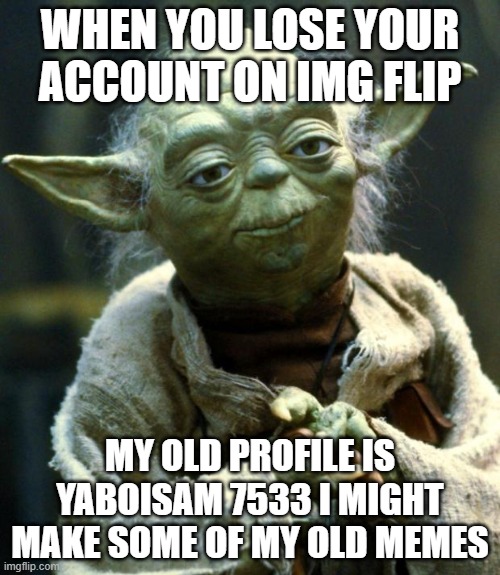 WHEN YOU LOSE YOUR
ACCOUNT ON IMG FLIP
MY OLD PROFILE IS
YABOISAM 7533 I MIGHT
MAKE SOME OF MY OLD MEMES
imgflip.com